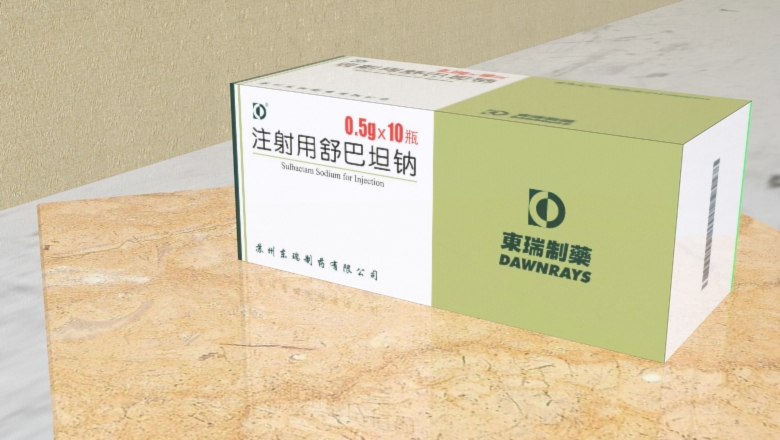 0.5g×10瓶
注射用舒巴坦钠
Sulbactam Sodium for Injection
苏州东瑞制药有限公司
東瑞制藥
DAWNRAYS